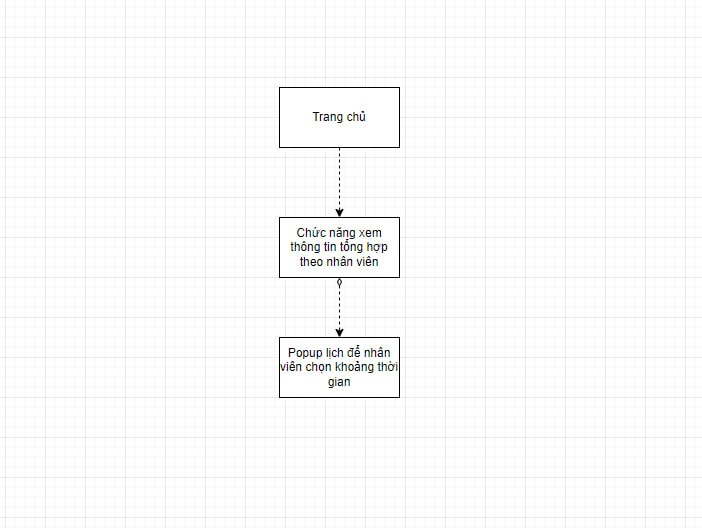 Trang chủ
Chức năng xem
thông tin tổng hợp
theo nhân viên
Popup lịch để nhân
viên chọn khoảng thời
gian